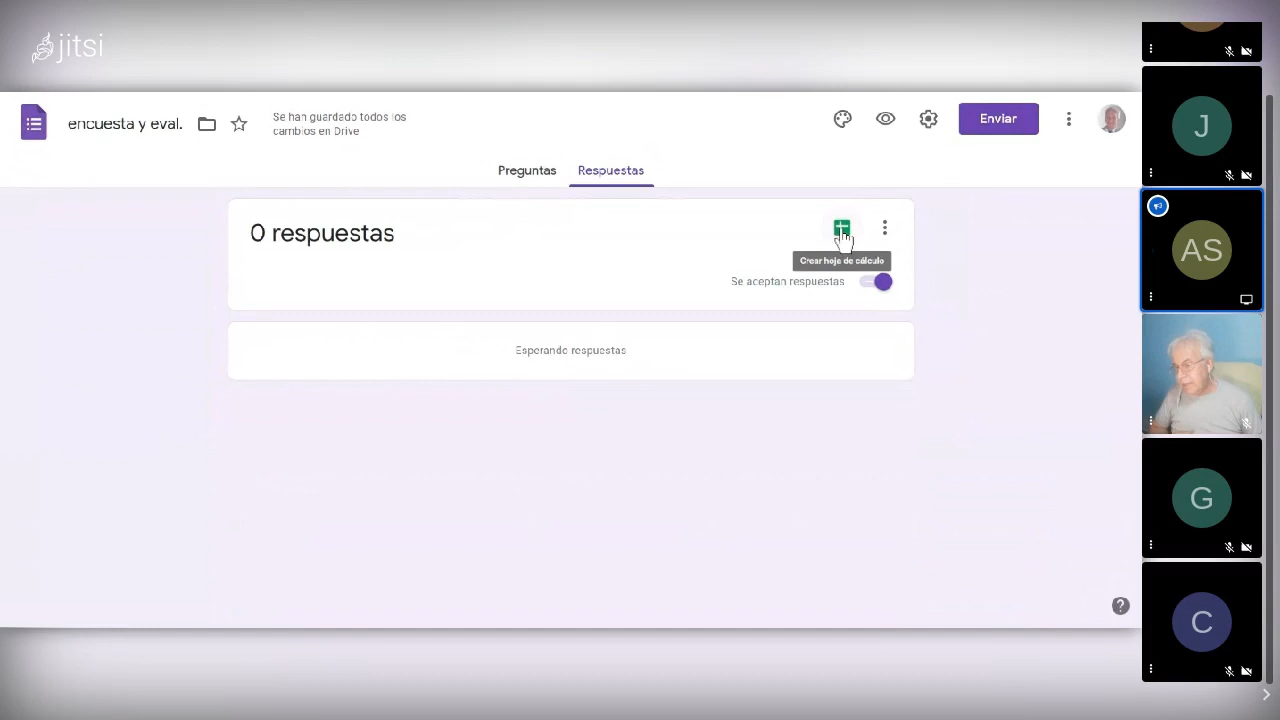 jitsi
encuesta y eval.
Se han guardado todos los
cambios en Drive
Enviar
Preguntas
Respuestas
0 respuestas
Crear hoja de cálculo
Se aceptan respuestas
Esperando respuestas
J
AS
G
C